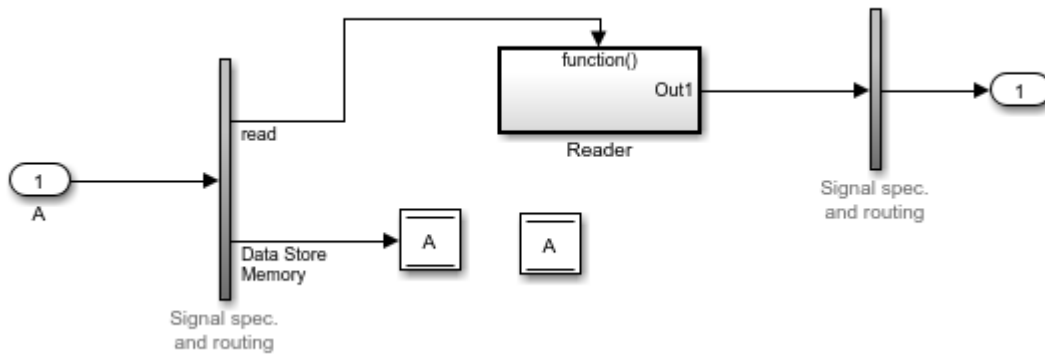 function()
Out1
Reader
read
1
A
Data Store
Memory
A
A
Signal spec.
and routing
Signal spec.
and routing
1